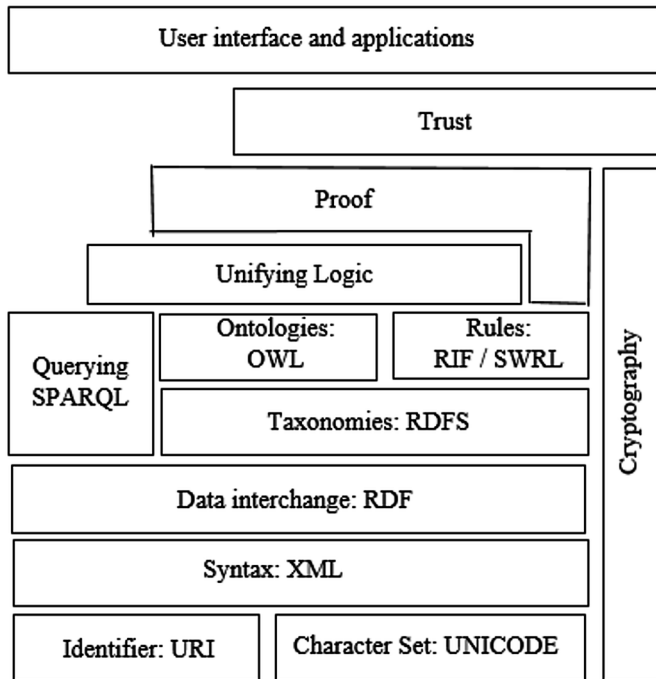 User interface and applications
Trust
Proof
Unifying Logic
Querying
SPARQL
Ontologies:
OWL
Rules:
RIF / SWRL
Taxonomies: RDFS
Cryptography
Data interchange: RDF
Syntax: XML
Identifier: URI
Character Set: UNICODE